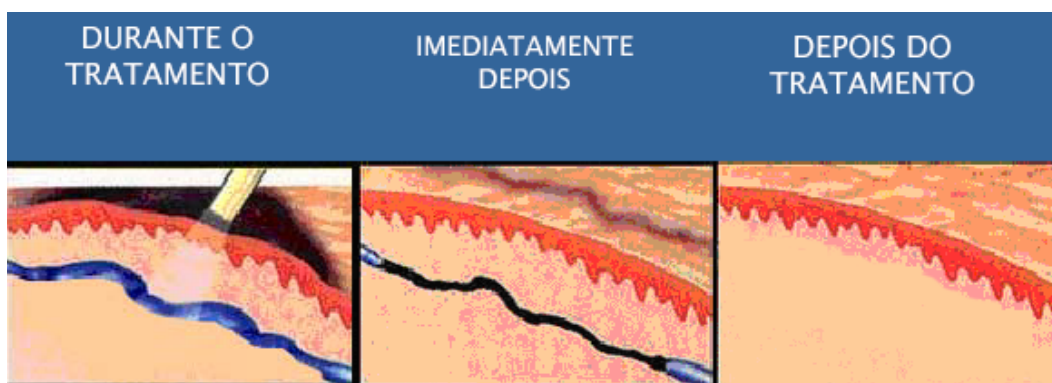 DURANTE O
TRATAMENTO
IMEDIATAMENTE
DEPOIS
DEPOIS DO
TRATAMENTO